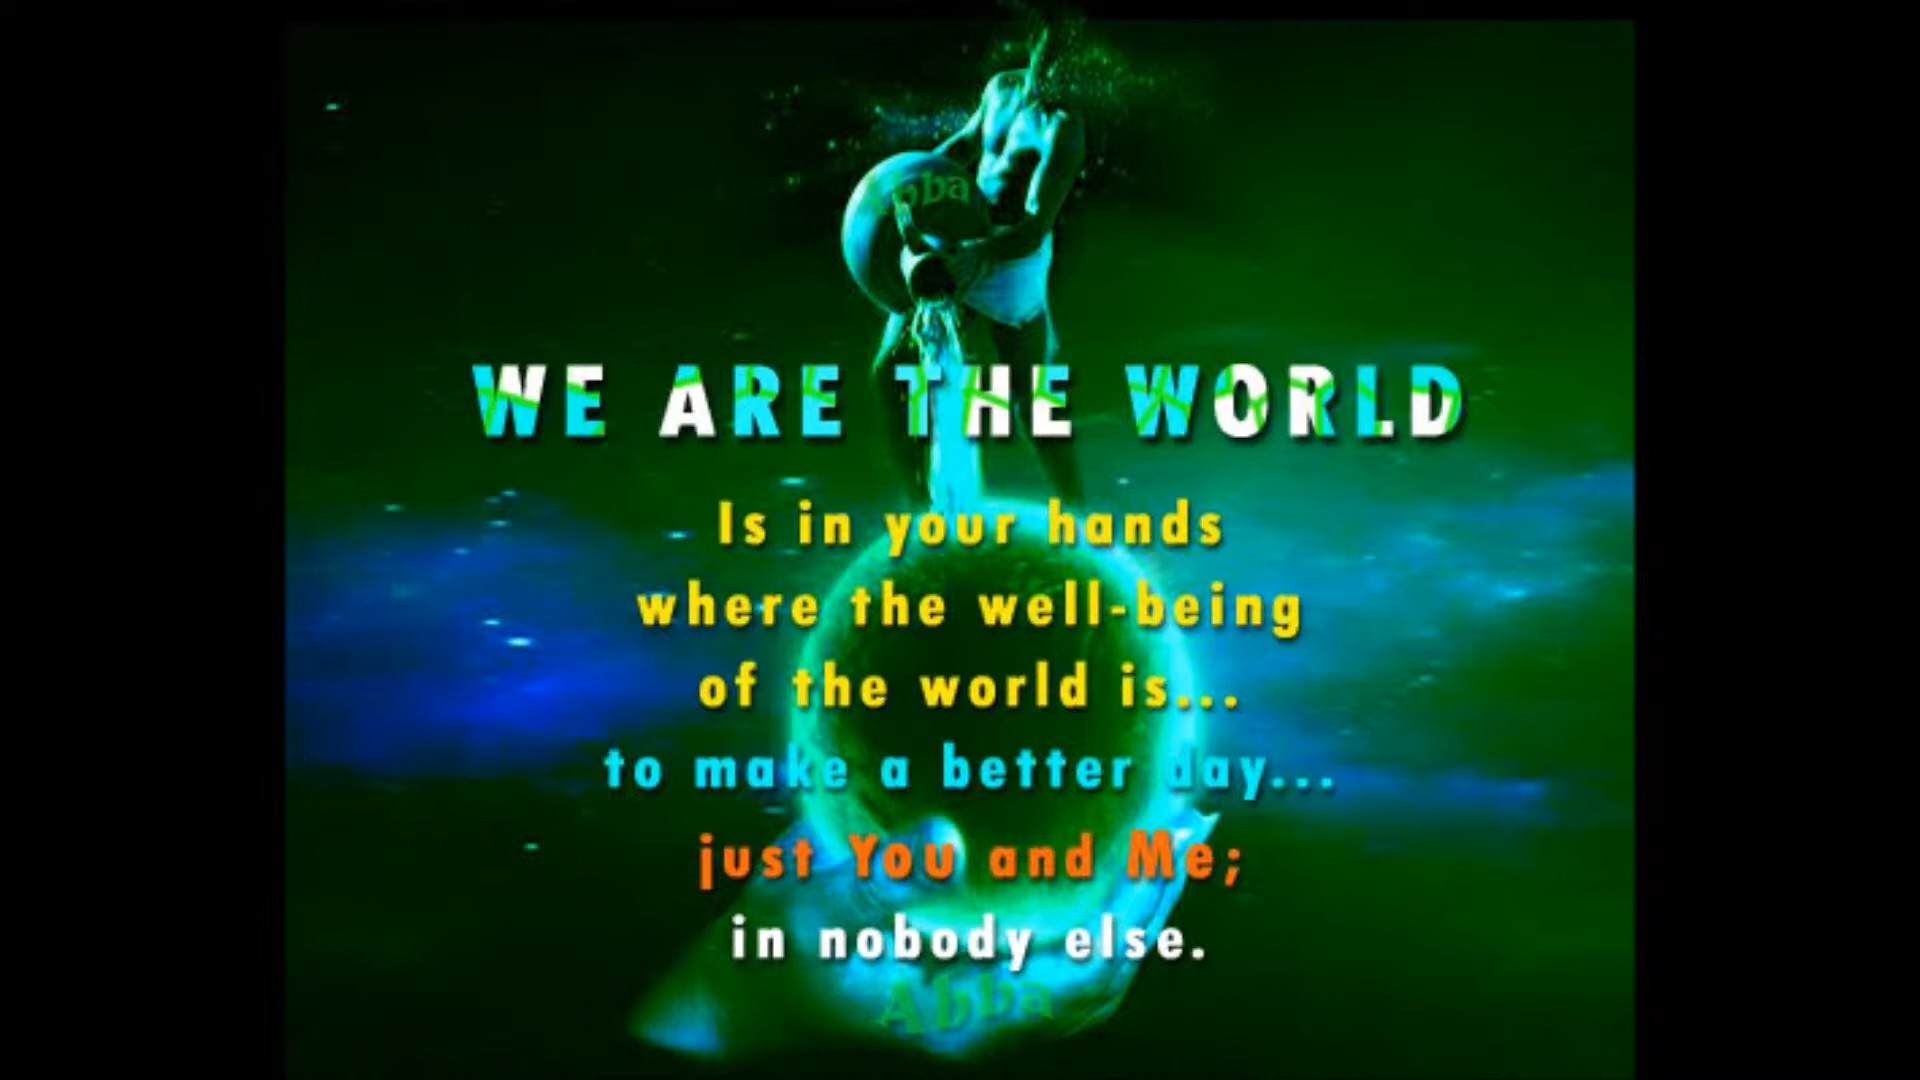 Abba
WE ARE THE WORLD
Is in your hands
where the well-being
of the world is...
to make a better day...
just You and Me;
in nobody else.
Abba